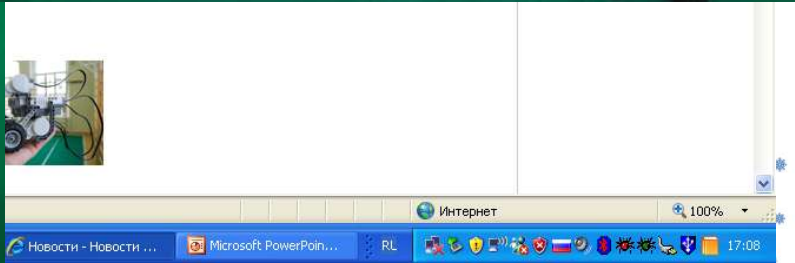 Интернет 100%
Новости - Новости ... Microsoft PowerPoin... RL 17:08